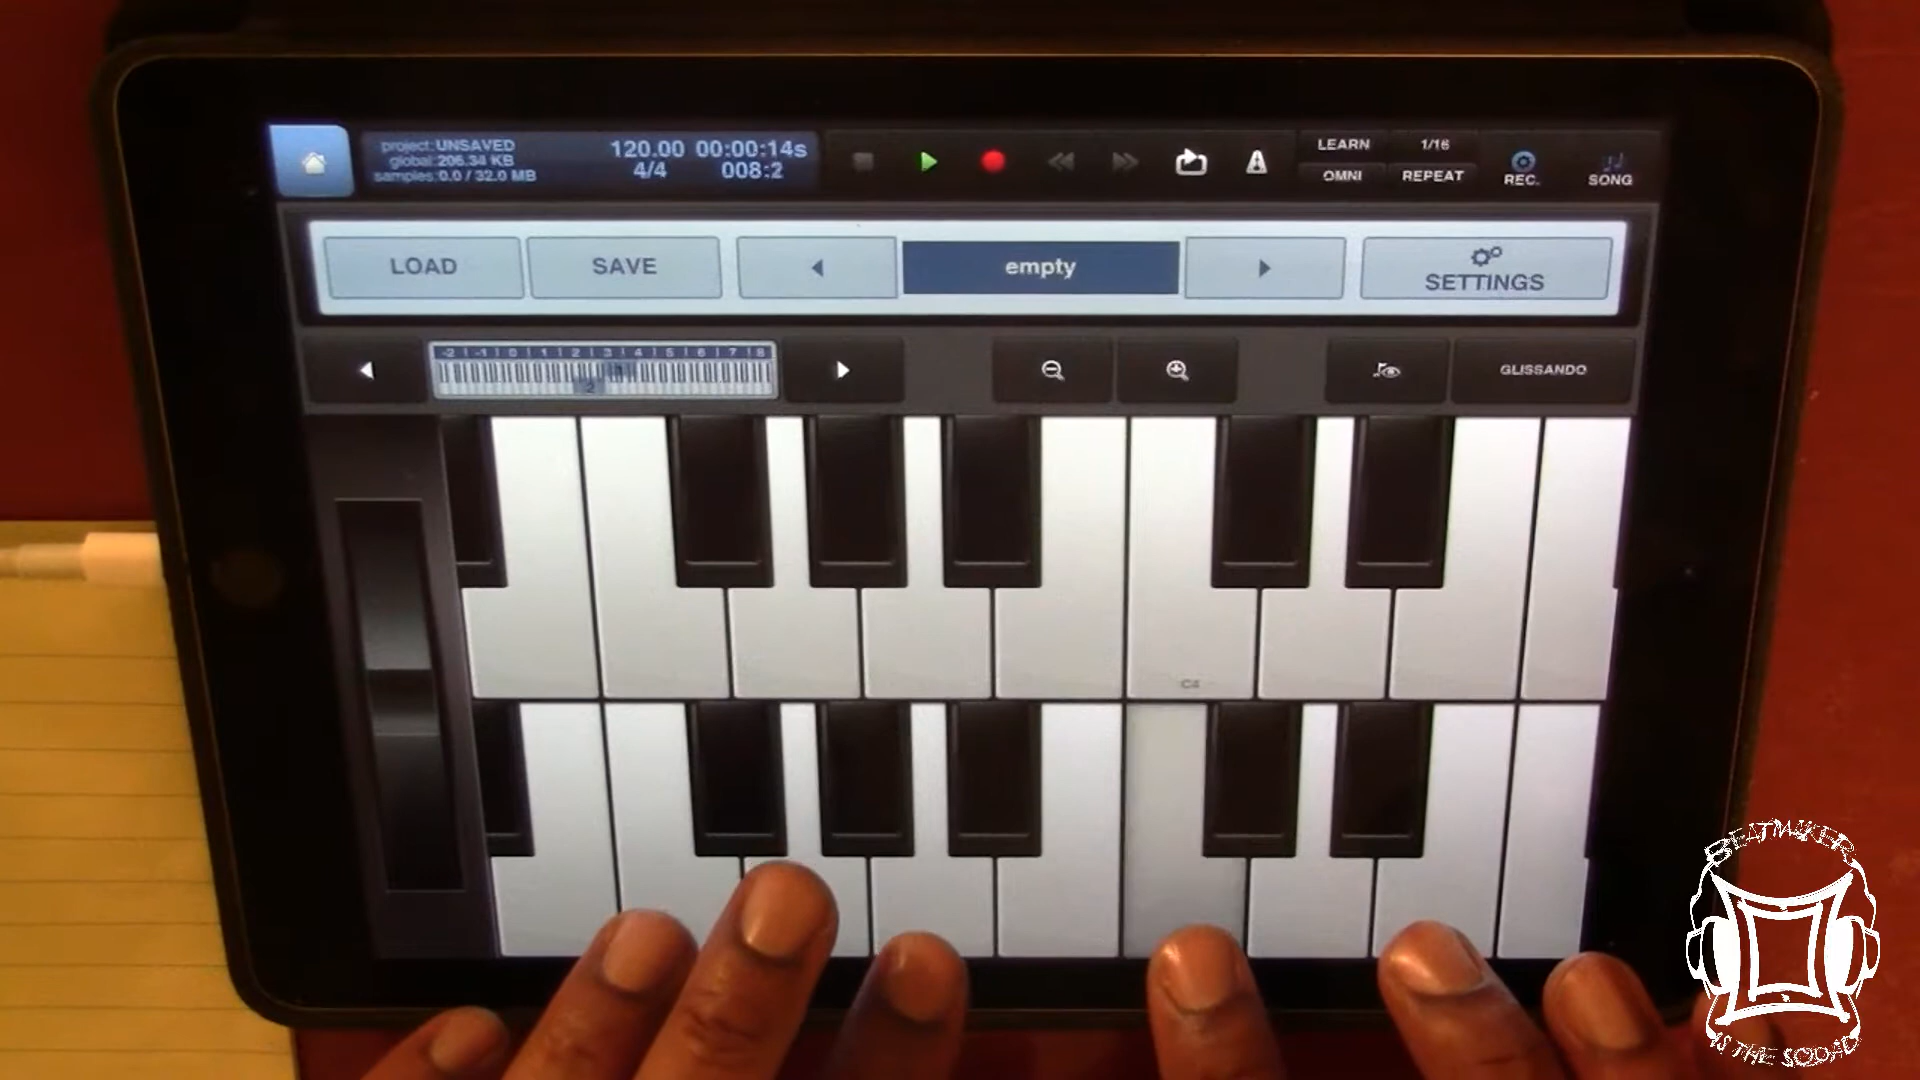 project: UNSAVED
global: 206.34 KB
samples: 0.0 / 32.0 MB
120.00 00:00:14s
4/4 008:2
LEARN 1/16
OMNI REPEAT
REC. SONG
LOAD SAVE empty SETTINGS
-2 -1 0 1 2 3 4 5 6 7 8
1
2
GLISSANDO
C4
BEATMAKER
IS THE SQUAD